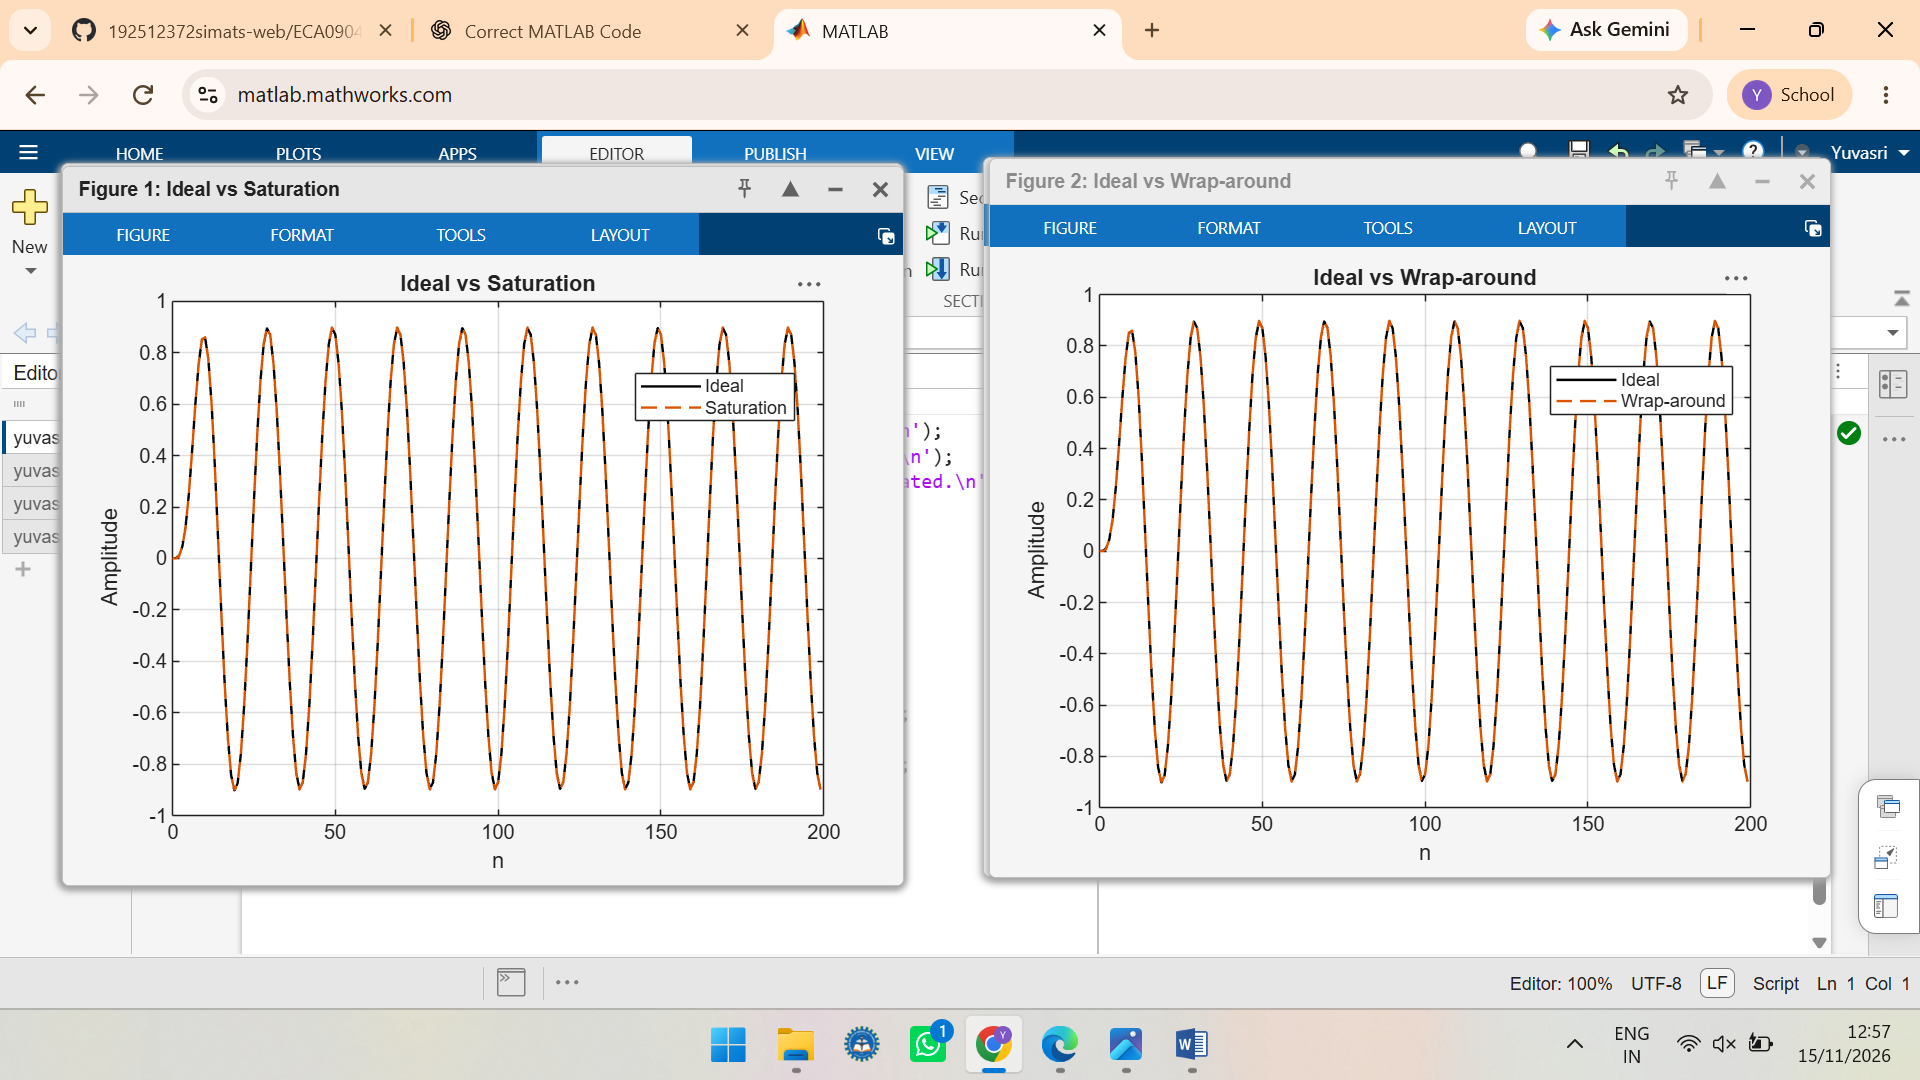 192512372simats-web/ECA0904
Correct MATLAB Code
MATLAB
Ask Gemini
matlab.mathworks.com
Y School
HOME PLOTS APPS EDITOR PUBLISH VIEW
Yuvasri
New
Figure 1: Ideal vs Saturation
FIGURE FORMAT TOOLS LAYOUT
Ideal vs Saturation
1
0.8
0.6
0.4
0.2
0
-0.2
-0.4
-0.6
-0.8
-1
0 50 100 150 200
n
Amplitude
Ideal
Saturation
Sec
Ru
Ru
SECTI
Edito
yuvas
yuvas
yuvas
yuvas
n');
\n');
ated.\n'
Figure 2: Ideal vs Wrap-around
FIGURE FORMAT TOOLS LAYOUT
Ideal vs Wrap-around
1
0.8
0.6
0.4
0.2
0
-0.2
-0.4
-0.6
-0.8
-1
0 50 100 150 200
n
Amplitude
Ideal
Wrap-around
Editor: 100% UTF-8 LF Script Ln 1 Col 1
1
Y
W
ENG
IN
12:57
15/11/2026